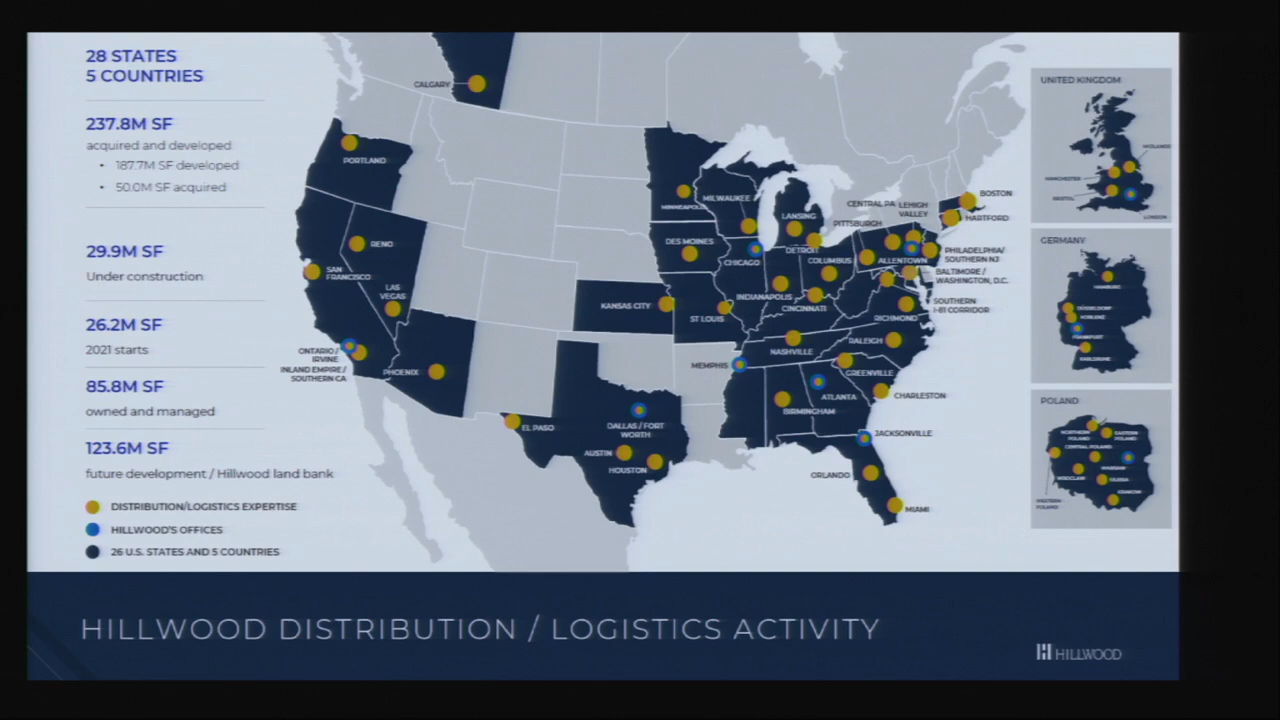 28 STATES
5 COUNTRIES
237.8M SF
acquired and developed
• 187.7M SF developed
• 50.0M SF acquired
29.9M SF
Under construction
26.2M SF
2021 starts
85.8M SF
owned and managed
123.6M SF
future development / Hillwood land bank
DISTRIBUTION/LOGISTICS EXPERTISE
HILLWOOD'S OFFICES
26 U.S. STATES AND 5 COUNTRIES
CALGARY
PORTLAND
RENO
SAN
FRANCISCO
LAS
VEGAS
ONTARIO /
IRVINE
INLAND EMPIRE /
SOUTHERN CA
PHOENIX
EL PASO
MINNEAPOLIS
DES MOINES
KANSAS CITY
ST LOUIS
MEMPHIS
DALLAS / FORT
WORTH
AUSTIN
HOUSTON
MILWAUKEE
CHICAGO
LANSING
DETROIT
INDIANAPOLIS
COLUMBUS
CINCINNATI
NASHVILLE
BIRMINGHAM
ATLANTA
GREENVILLE
RALEIGH
RICHMOND
CHARLESTON
JACKSONVILLE
ORLANDO
MIAMI
PITTSBURGH
CENTRAL PA
LEHIGH
VALLEY
ALLENTOWN
BOSTON
HARTFORD
PHILADELPHIA/
SOUTHERN NJ
BALTIMORE /
WASHINGTON, D.C.
SOUTHERN
I-81 CORRIDOR
UNITED KINGDOM
MIDLANDS
MANCHESTER
BRISTOL
LONDON
GERMANY
HAMBURG
DÜSSELDORF
KOBLENZ
FRANKFURT
KARLSRUHE
POLAND
NORTHERN
POLAND
EASTERN
POLAND
CENTRAL POLAND
WARSAW
WROCLAW
SILESIA
KRAKOW
WESTERN
POLAND
HILLWOOD DISTRIBUTION / LOGISTICS ACTIVITY
HILLWOOD